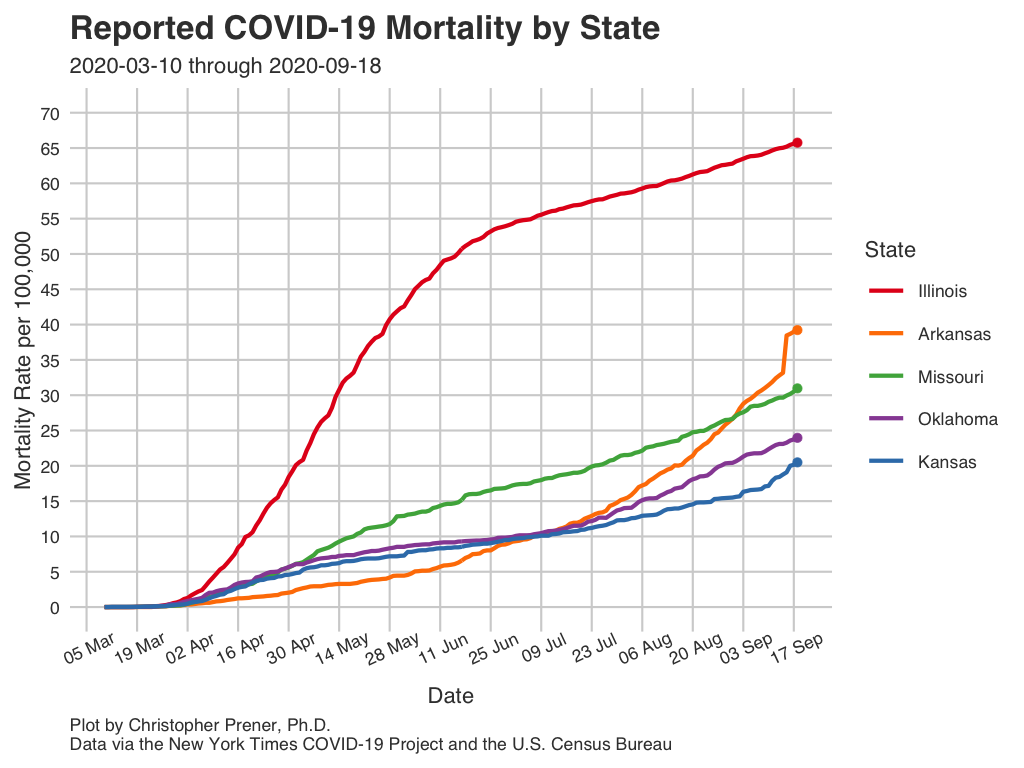 Reported COVID-19 Mortality by State
2020-03-10 through 2020-09-18
Mortality Rate per 100,000
70
65
60
55
50
45
40
35
30
25
20
15
10
5
0
05 Mar
19 Mar
02 Apr
16 Apr
30 Apr
14 May
28 May
11 Jun
25 Jun
09 Jul
23 Jul
06 Aug
20 Aug
03 Sep
17 Sep
Date
State
Illinois
Arkansas
Missouri
Oklahoma
Kansas
Plot by Christopher Prener, Ph.D.
Data via the New York Times COVID-19 Project and the U.S. Census Bureau